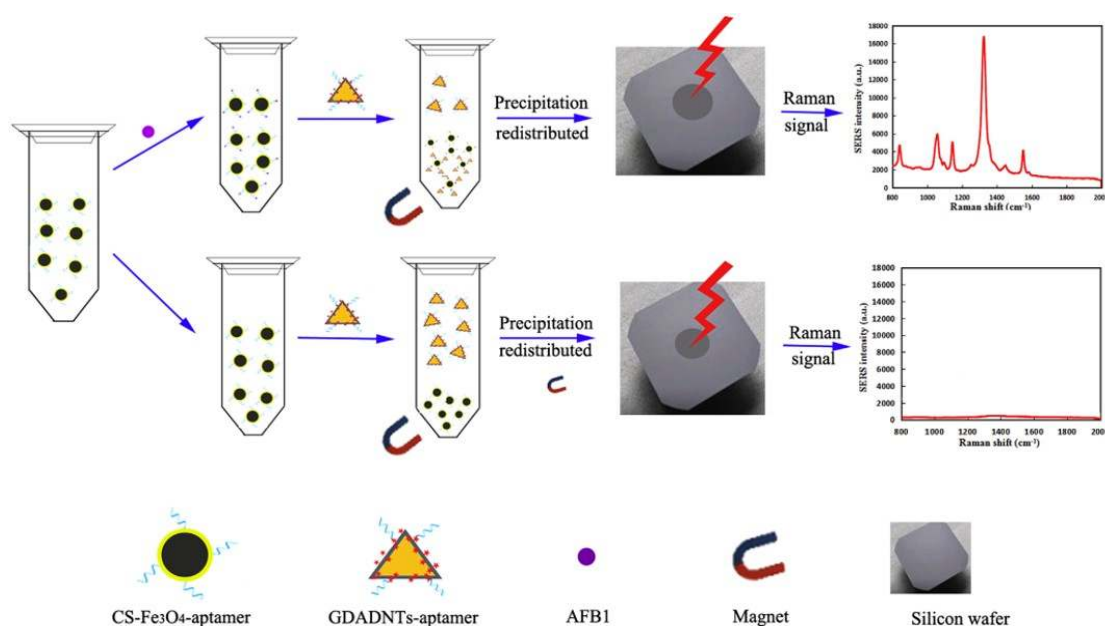 Precipitation
redistributed
Raman
signal
SERS intensity (a.u.)
18000
16000
14000
12000
10000
8000
6000
4000
2000
0
800 1000 1200 1400 1600 1800 200
Raman shift (cm-1)
Precipitation
redistributed
Raman
signal
SERS intensity (a.u.)
18000
16000
14000
12000
10000
8000
6000
4000
2000
0
800 1000 1200 1400 1600 1800 200
Raman shift (cm-1)
CS-Fe3O4-aptamer GDADNTs-aptamer AFB1 Magnet Silicon wafer